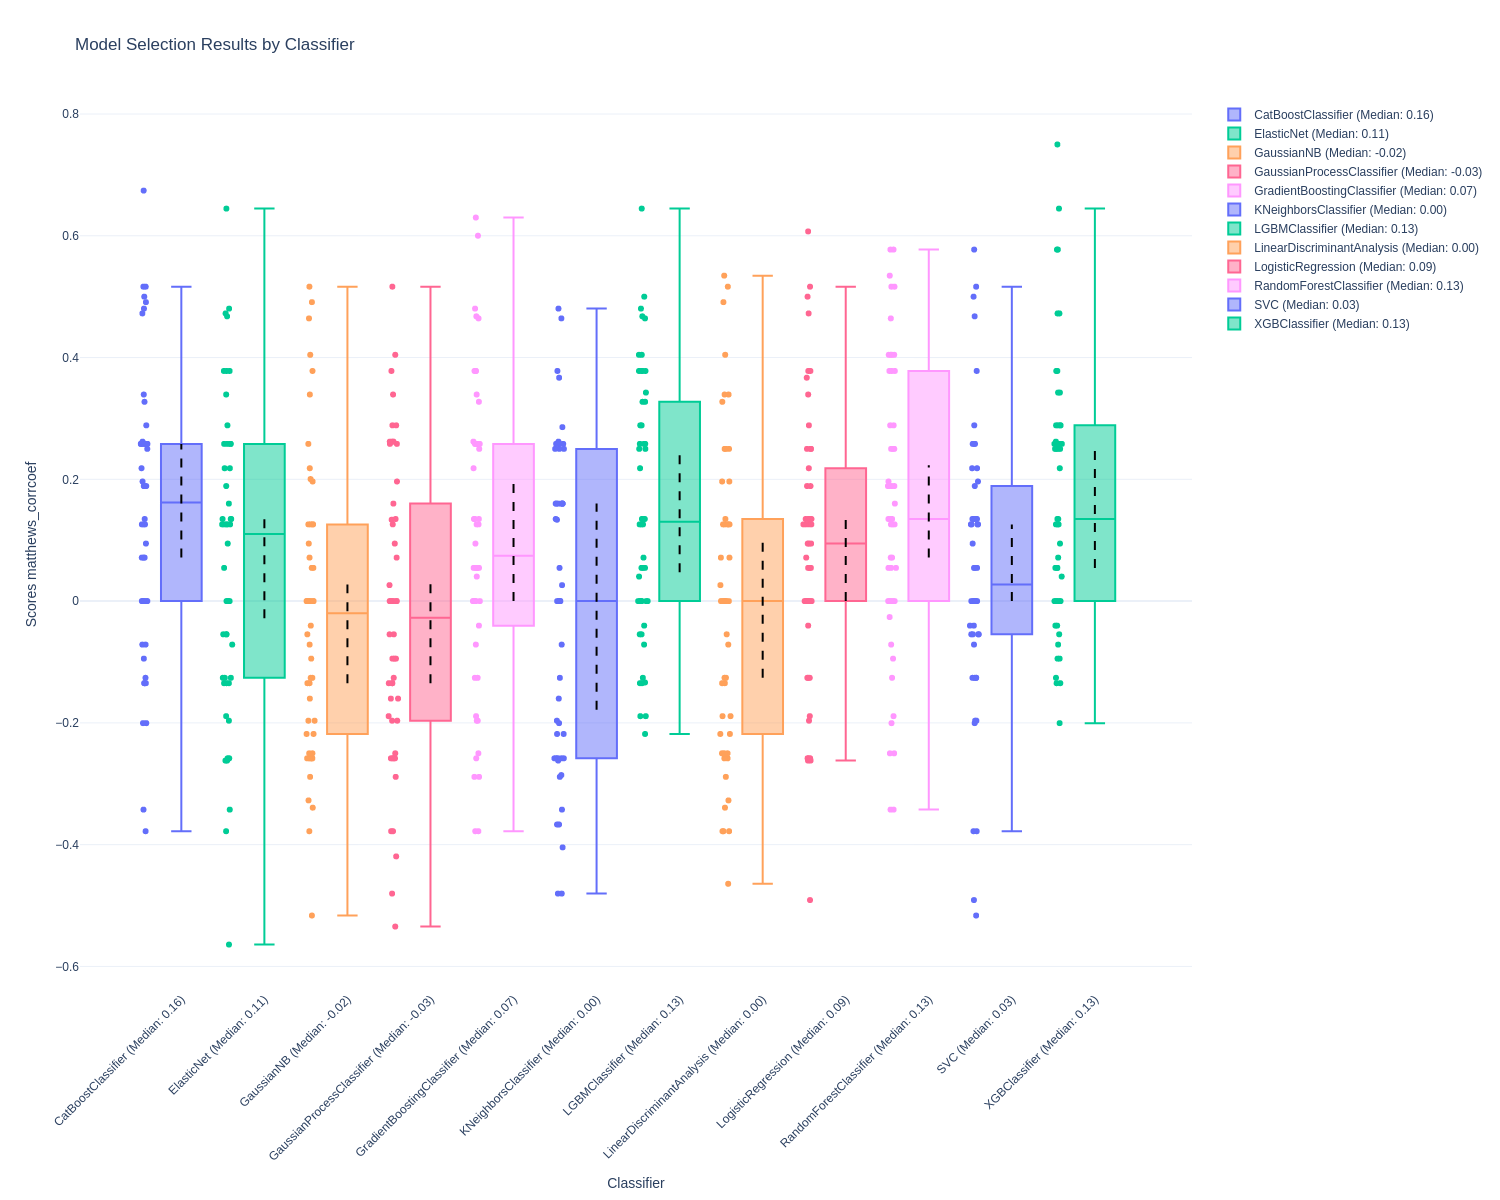 Model Selection Results by Classifier
0.8
0.6
0.4
0.2
0
−0.2
−0.4
−0.6
Scores matthews_corrcoef
CatBoostClassifier (Median: 0.16)
ElasticNet (Median: 0.11)
GaussianNB (Median: -0.02)
GaussianProcessClassifier (Median: -0.03)
GradientBoostingClassifier (Median: 0.07)
KNeighborsClassifier (Median: 0.00)
LGBMClassifier (Median: 0.13)
LinearDiscriminantAnalysis (Median: 0.00)
LogisticRegression (Median: 0.09)
RandomForestClassifier (Median: 0.13)
SVC (Median: 0.03)
XGBClassifier (Median: 0.13)
Classifier
CatBoostClassifier (Median: 0.16)
ElasticNet (Median: 0.11)
GaussianNB (Median: -0.02)
GaussianProcessClassifier (Median: -0.03)
GradientBoostingClassifier (Median: 0.07)
KNeighborsClassifier (Median: 0.00)
LGBMClassifier (Median: 0.13)
LinearDiscriminantAnalysis (Median: 0.00)
LogisticRegression (Median: 0.09)
RandomForestClassifier (Median: 0.13)
SVC (Median: 0.03)
XGBClassifier (Median: 0.13)